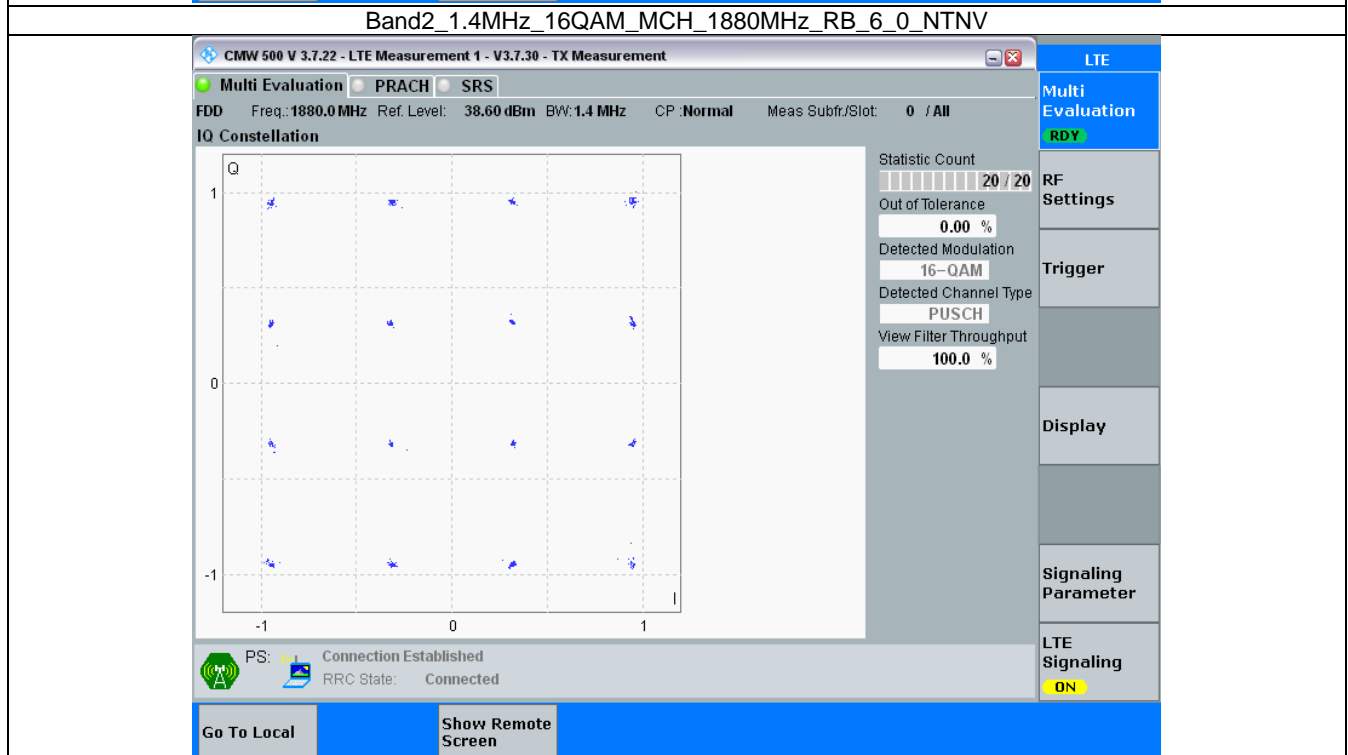 Band2_1.4MHz_16QAM_MCH_1880MHz_RB_6_0_NTNV
CMW 500 V 3.7.22 - LTE Measurement 1 - V3.7.30 - TX Measurement
LTE
Multi Evaluation PRACH SRS
FDD Freq.: 1880.0 MHz Ref. Level: 38.60 dBm BW: 1.4 MHz CP :Normal Meas Subfr./Slot: 0 / All
IQ Constellation
Q
1
0
-1
I
-1 0 1
Statistic Count
20 / 20
Out of Tolerance
0.00 %
Detected Modulation
16-QAM
Detected Channel Type
PUSCH
View Filter Throughput
100.0 %
Multi
Evaluation
RDY
RF
Settings
Trigger
Display
Signaling
Parameter
LTE
Signaling
ON
PS: Connection Established
RRC State: Connected
Go To Local
Show Remote
Screen